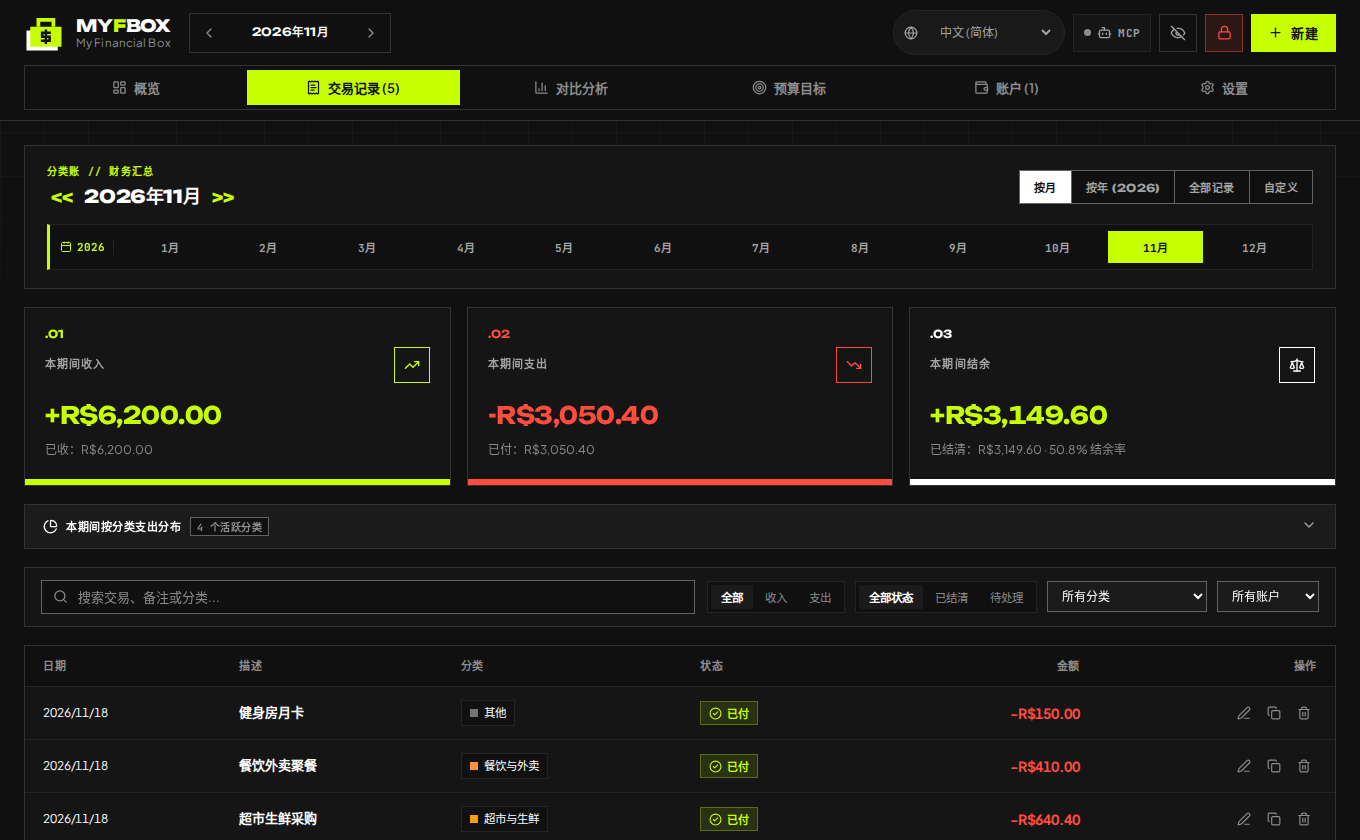 MYFBOX
MyFinancialBox
2026年11月
中文(简体)
MCP
新建
概览
交易记录(5)
对比分析
预算目标
账户(1)
设置
分类账 // 财务汇总
<< 2026年11月 >>
按月
按年 (2026)
全部记录
自定义
2026
1月
2月
3月
4月
5月
6月
7月
8月
9月
10月
11月
12月
.01
本期间收入
+R$6,200.00
已收: R$6,200.00
.02
本期间支出
-R$3,050.40
已付: R$3,050.40
.03
本期间结余
+R$3,149.60
已结清: R$3,149.60 · 50.8% 结余率
本期间按分类支出分布
4 个活跃分类
搜索交易、备注或分类...
全部
收入
支出
全部状态
已结清
待处理
所有分类
所有账户
日期
描述
分类
状态
金额
操作
2026/11/18
健身房月卡
其他
已付
-R$150.00
2026/11/18
餐饮外卖聚餐
餐饮与外卖
已付
-R$410.00
2026/11/18
超市生鲜采购
超市与生鲜
已付
-R$640.40